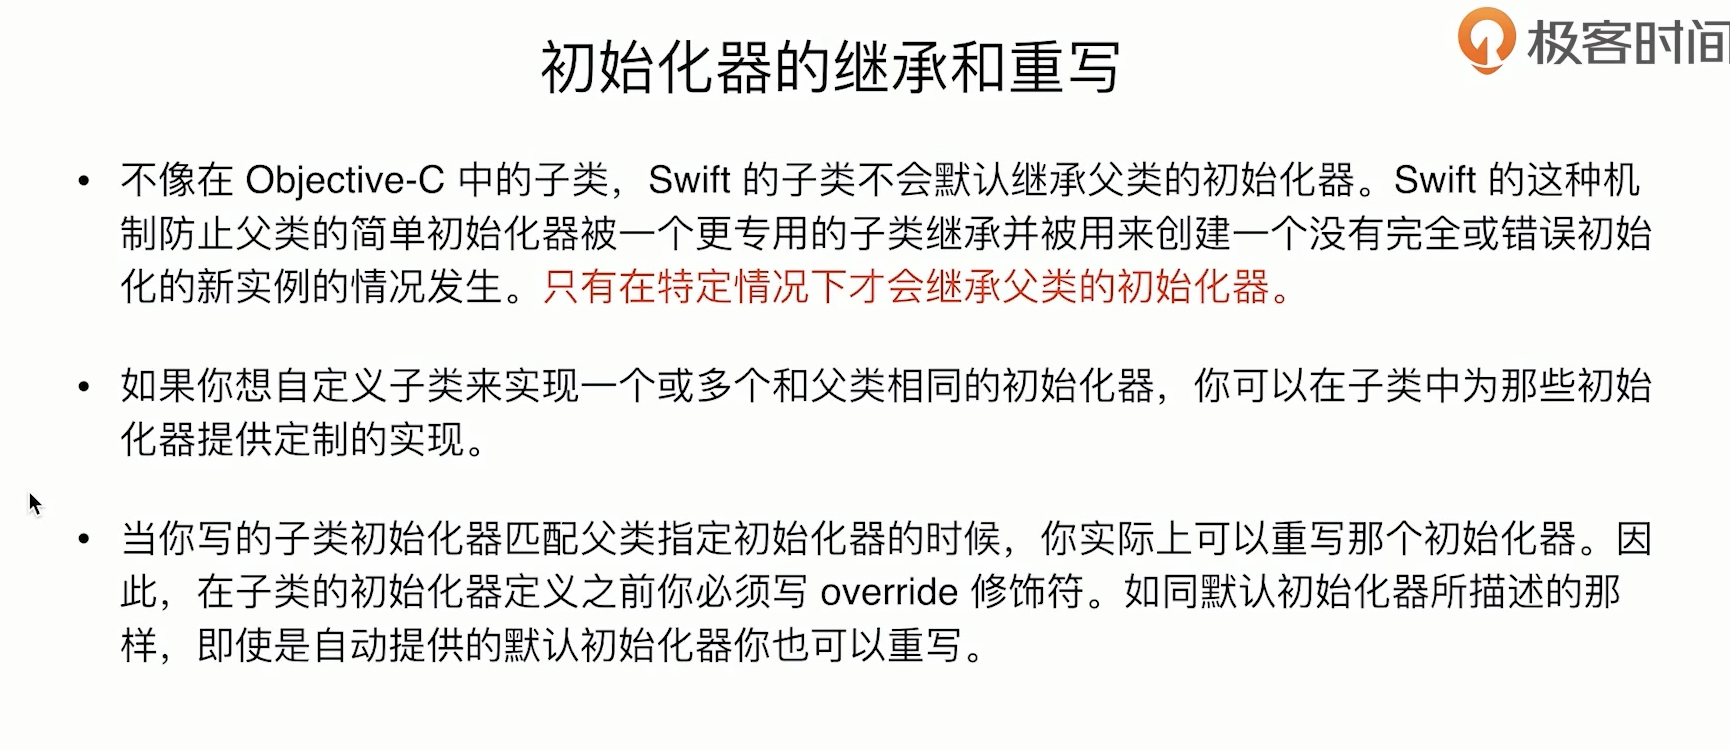 极客时间
初始化器的继承和重写
• 不像在 Objective-C 中的子类，Swift 的子类不会默认继承父类的初始化器。Swift 的这种机
制防止父类的简单初始化器被一个更专用的子类继承并被用来创建一个没有完全或错误初始
化的新实例的情况发生。只有在特定情况下才会继承父类的初始化器。
• 如果你想自定义子类来实现一个或多个和父类相同的初始化器，你可以在子类中为那些初始
化器提供定制的实现。
• 当你写的子类初始化器匹配父类指定初始化器的时候，你实际上可以重写那个初始化器。因
此，在子类的初始化器定义之前你必须写 override 修饰符。如同默认初始化器所描述的那
样，即使是自动提供的默认初始化器你也可以重写。